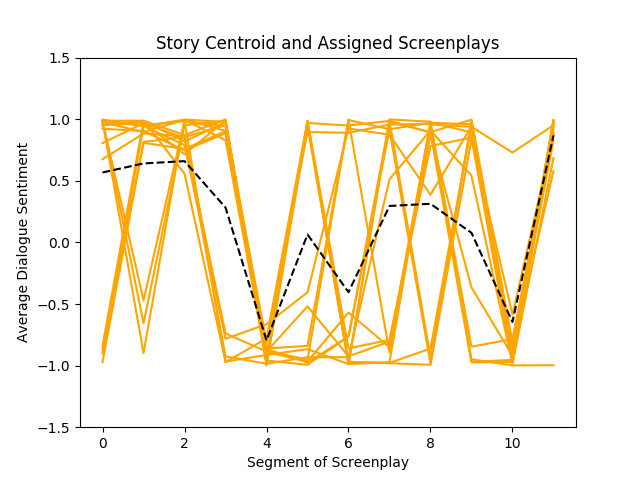 Story Centroid and Assigned Screenplays
Average Dialogue Sentiment
1.5
1.0
0.5
0.0
−0.5
−1.0
−1.5
0 2 4 6 8 10
Segment of Screenplay